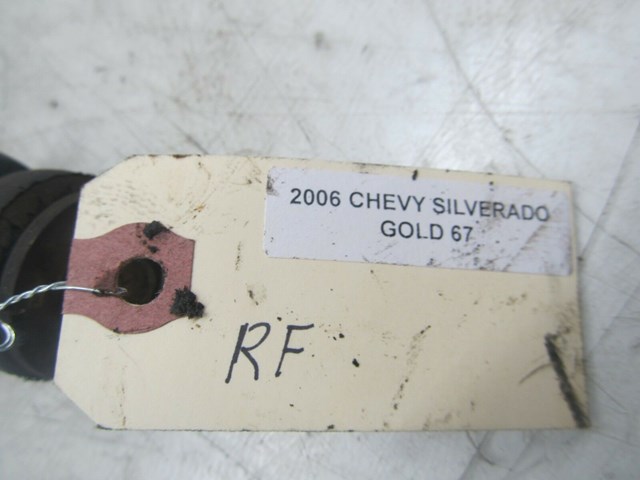 2006 CHEVY SILVERADO
GOLD 67
RF